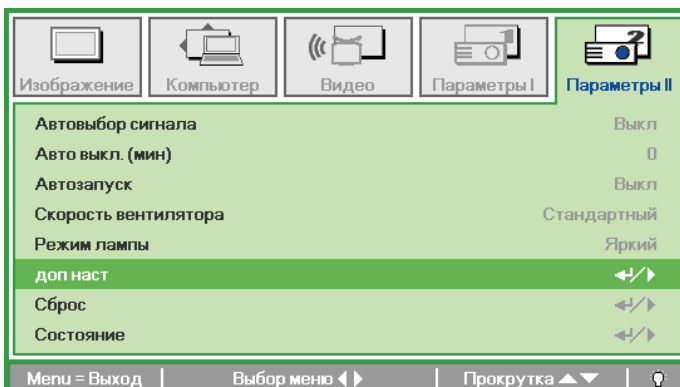 Изображение Компьютер Видео Параметры I Параметры II
Автовыбор сигнала Выкл
Авто выкл. (мин) 0
Автозапуск Выкл
Скорость вентилятора Стандартный
Режим лампы Яркий
доп наст
Сброс
Состояние
Menu = Выход Выбор меню Прокрутка